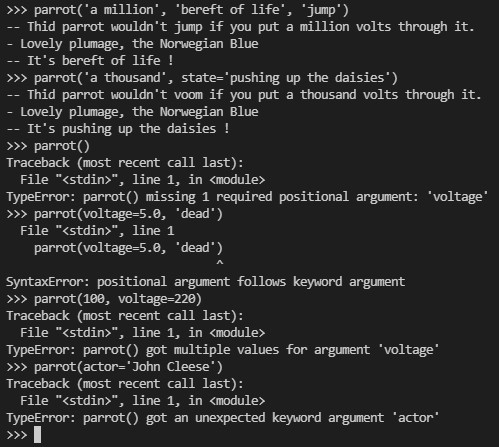 >>> parrot('a million', 'bereft of life', 'jump')
-- Thid parrot wouldn't jump if you put a million volts through it.
- Lovely plumage, the Norwegian Blue
-- It's bereft of life !
>>> parrot('a thousand', state='pushing up the daisies')
-- Thid parrot wouldn't voom if you put a thousand volts through it.
- Lovely plumage, the Norwegian Blue
-- It's pushing up the daisies !
>>> parrot()
Traceback (most recent call last):
  File "<stdin>", line 1, in <module>
TypeError: parrot() missing 1 required positional argument: 'voltage'
>>> parrot(voltage=5.0, 'dead')
  File "<stdin>", line 1
    parrot(voltage=5.0, 'dead')
                              ^
SyntaxError: positional argument follows keyword argument
>>> parrot(100, voltage=220)
Traceback (most recent call last):
  File "<stdin>", line 1, in <module>
TypeError: parrot() got multiple values for argument 'voltage'
>>> parrot(actor='John Cleese')
Traceback (most recent call last):
  File "<stdin>", line 1, in <module>
TypeError: parrot() got an unexpected keyword argument 'actor'
>>>